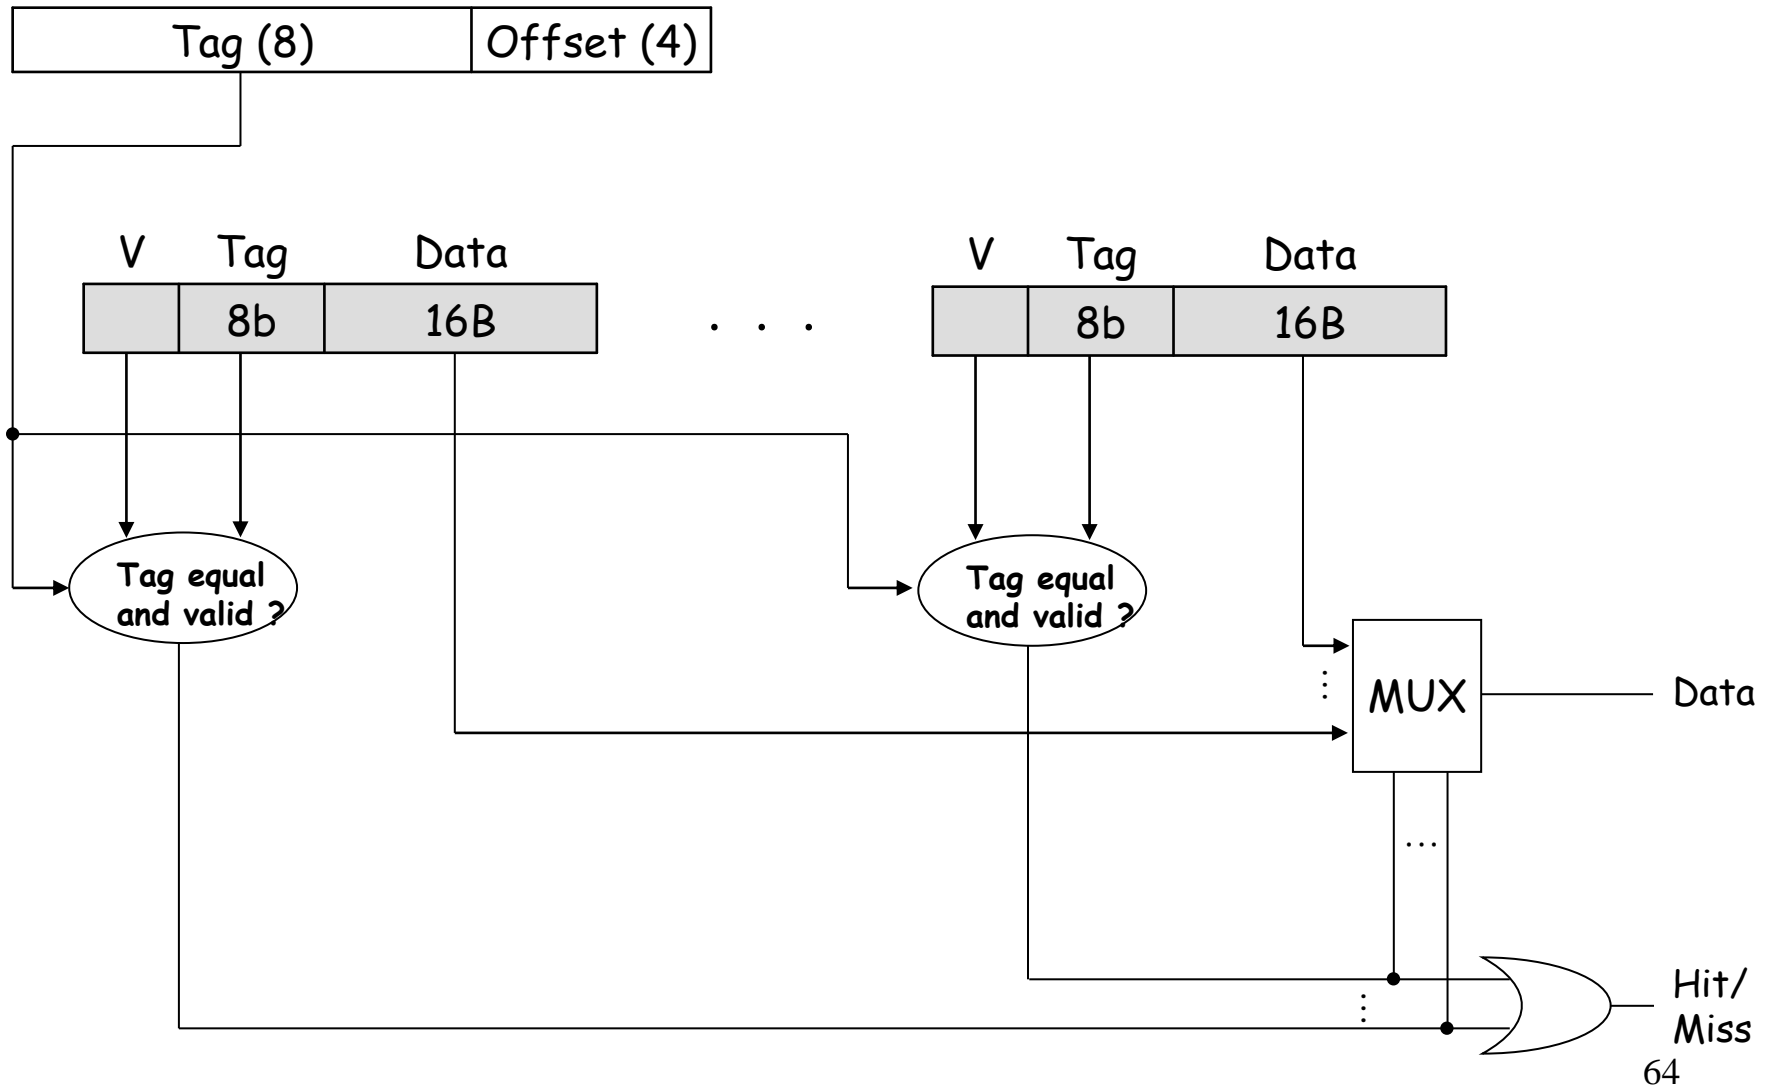 Tag (8) Offset (4)
V Tag Data V Tag Data
8b 16B . . . 8b 16B
Tag equal
and valid ?
Tag equal
and valid ?
⋮
MUX
Data
...
⋮
Hit/
Miss
64